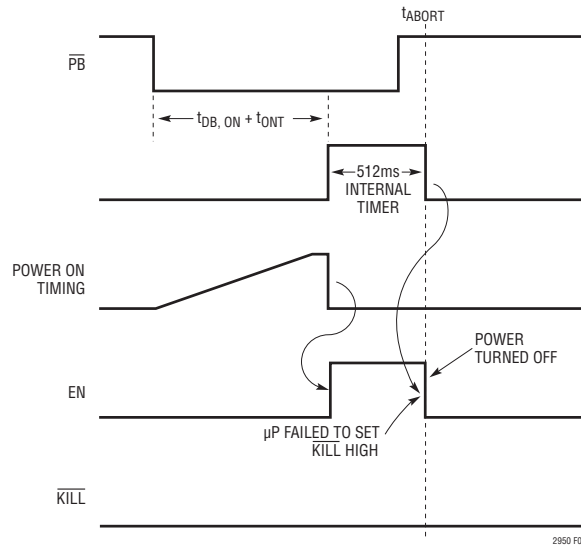 tABORT
PB
tDB, ON + tONT
512ms
INTERNAL
TIMER
POWER ON
TIMING
POWER
TURNED OFF
EN
µP FAILED TO SET
KILL HIGH
KILL
2950 F0